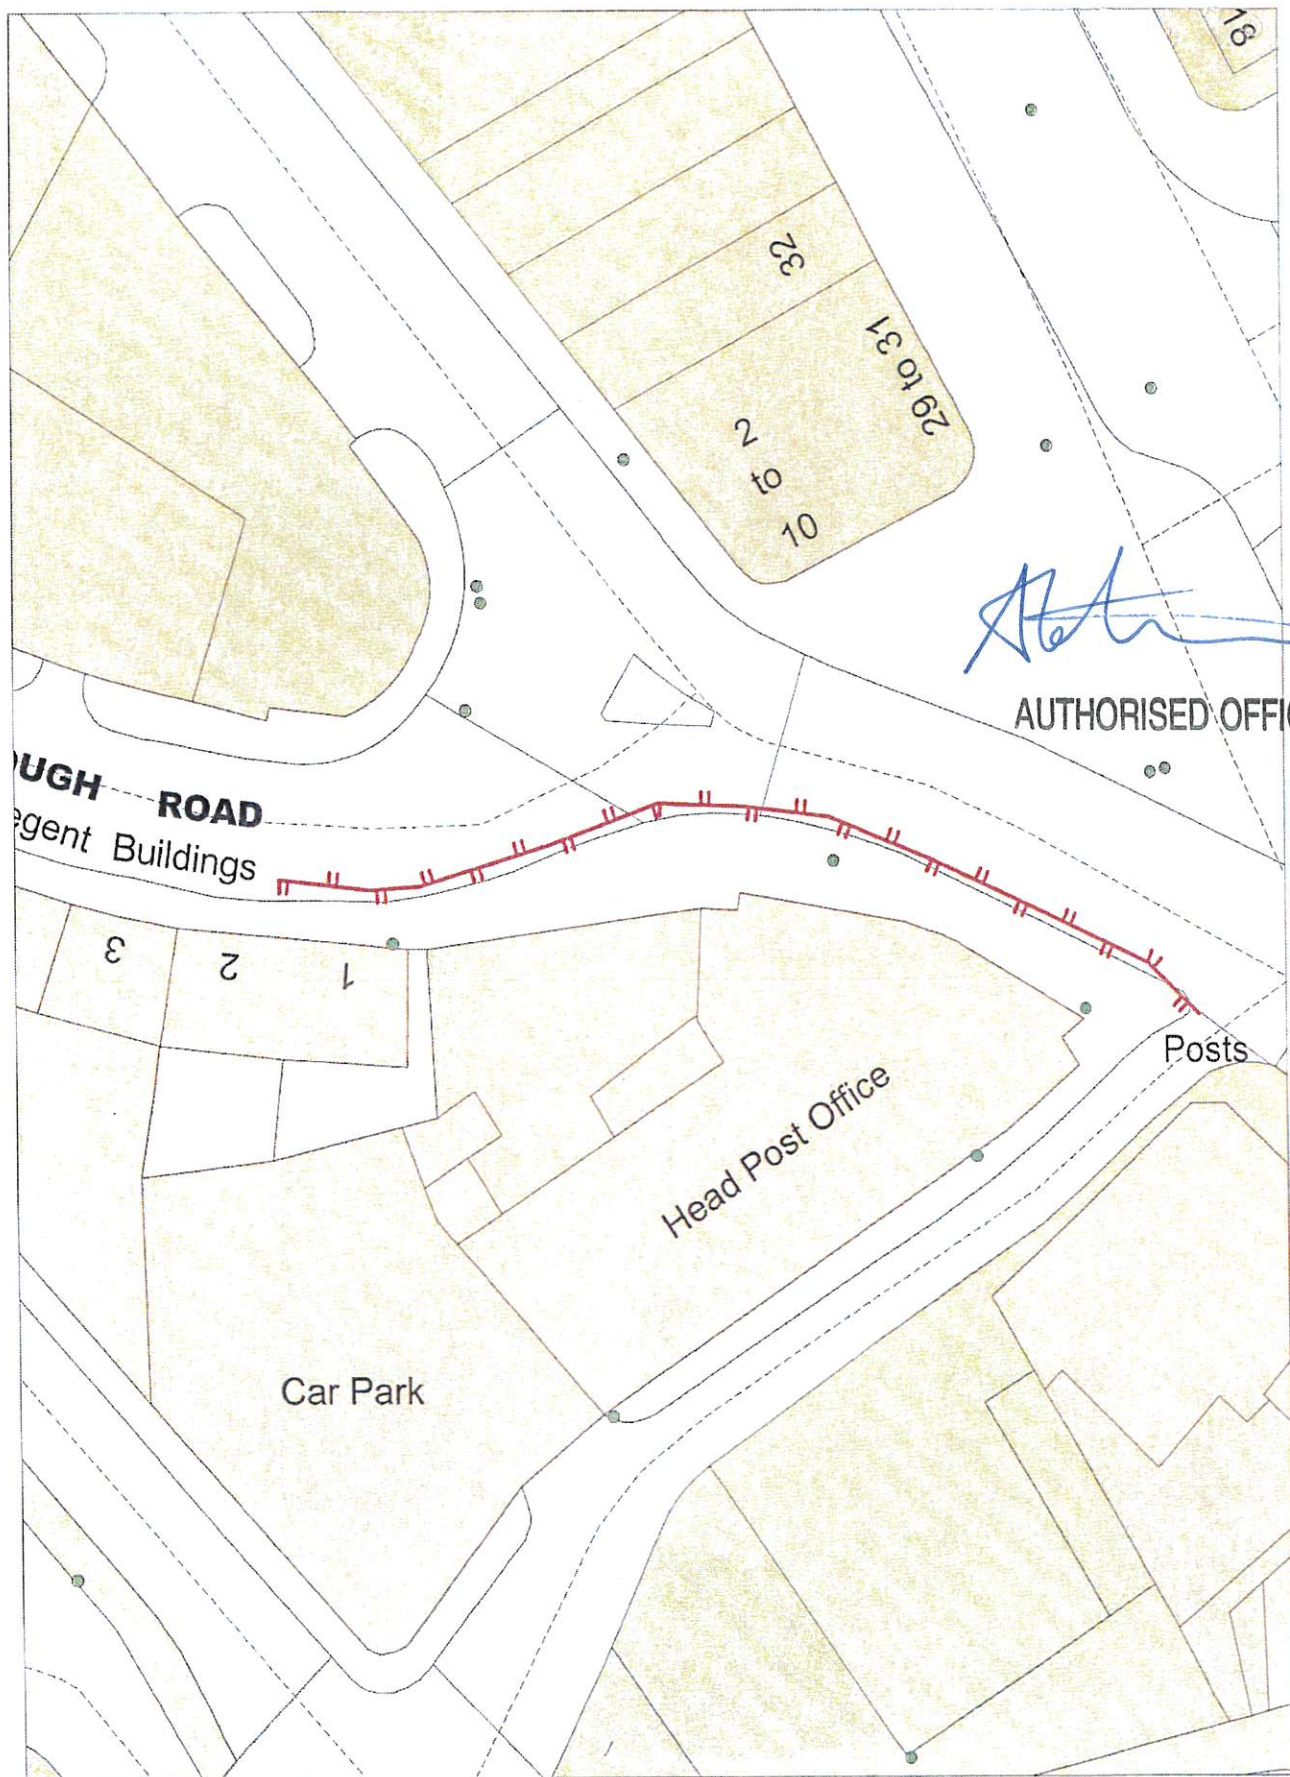 18
32
29 to 31
2
to
10
AUTHORISED OFFI
OUGH ROAD
egent Buildings
3
2
1
Posts
Head Post Office
Car Park